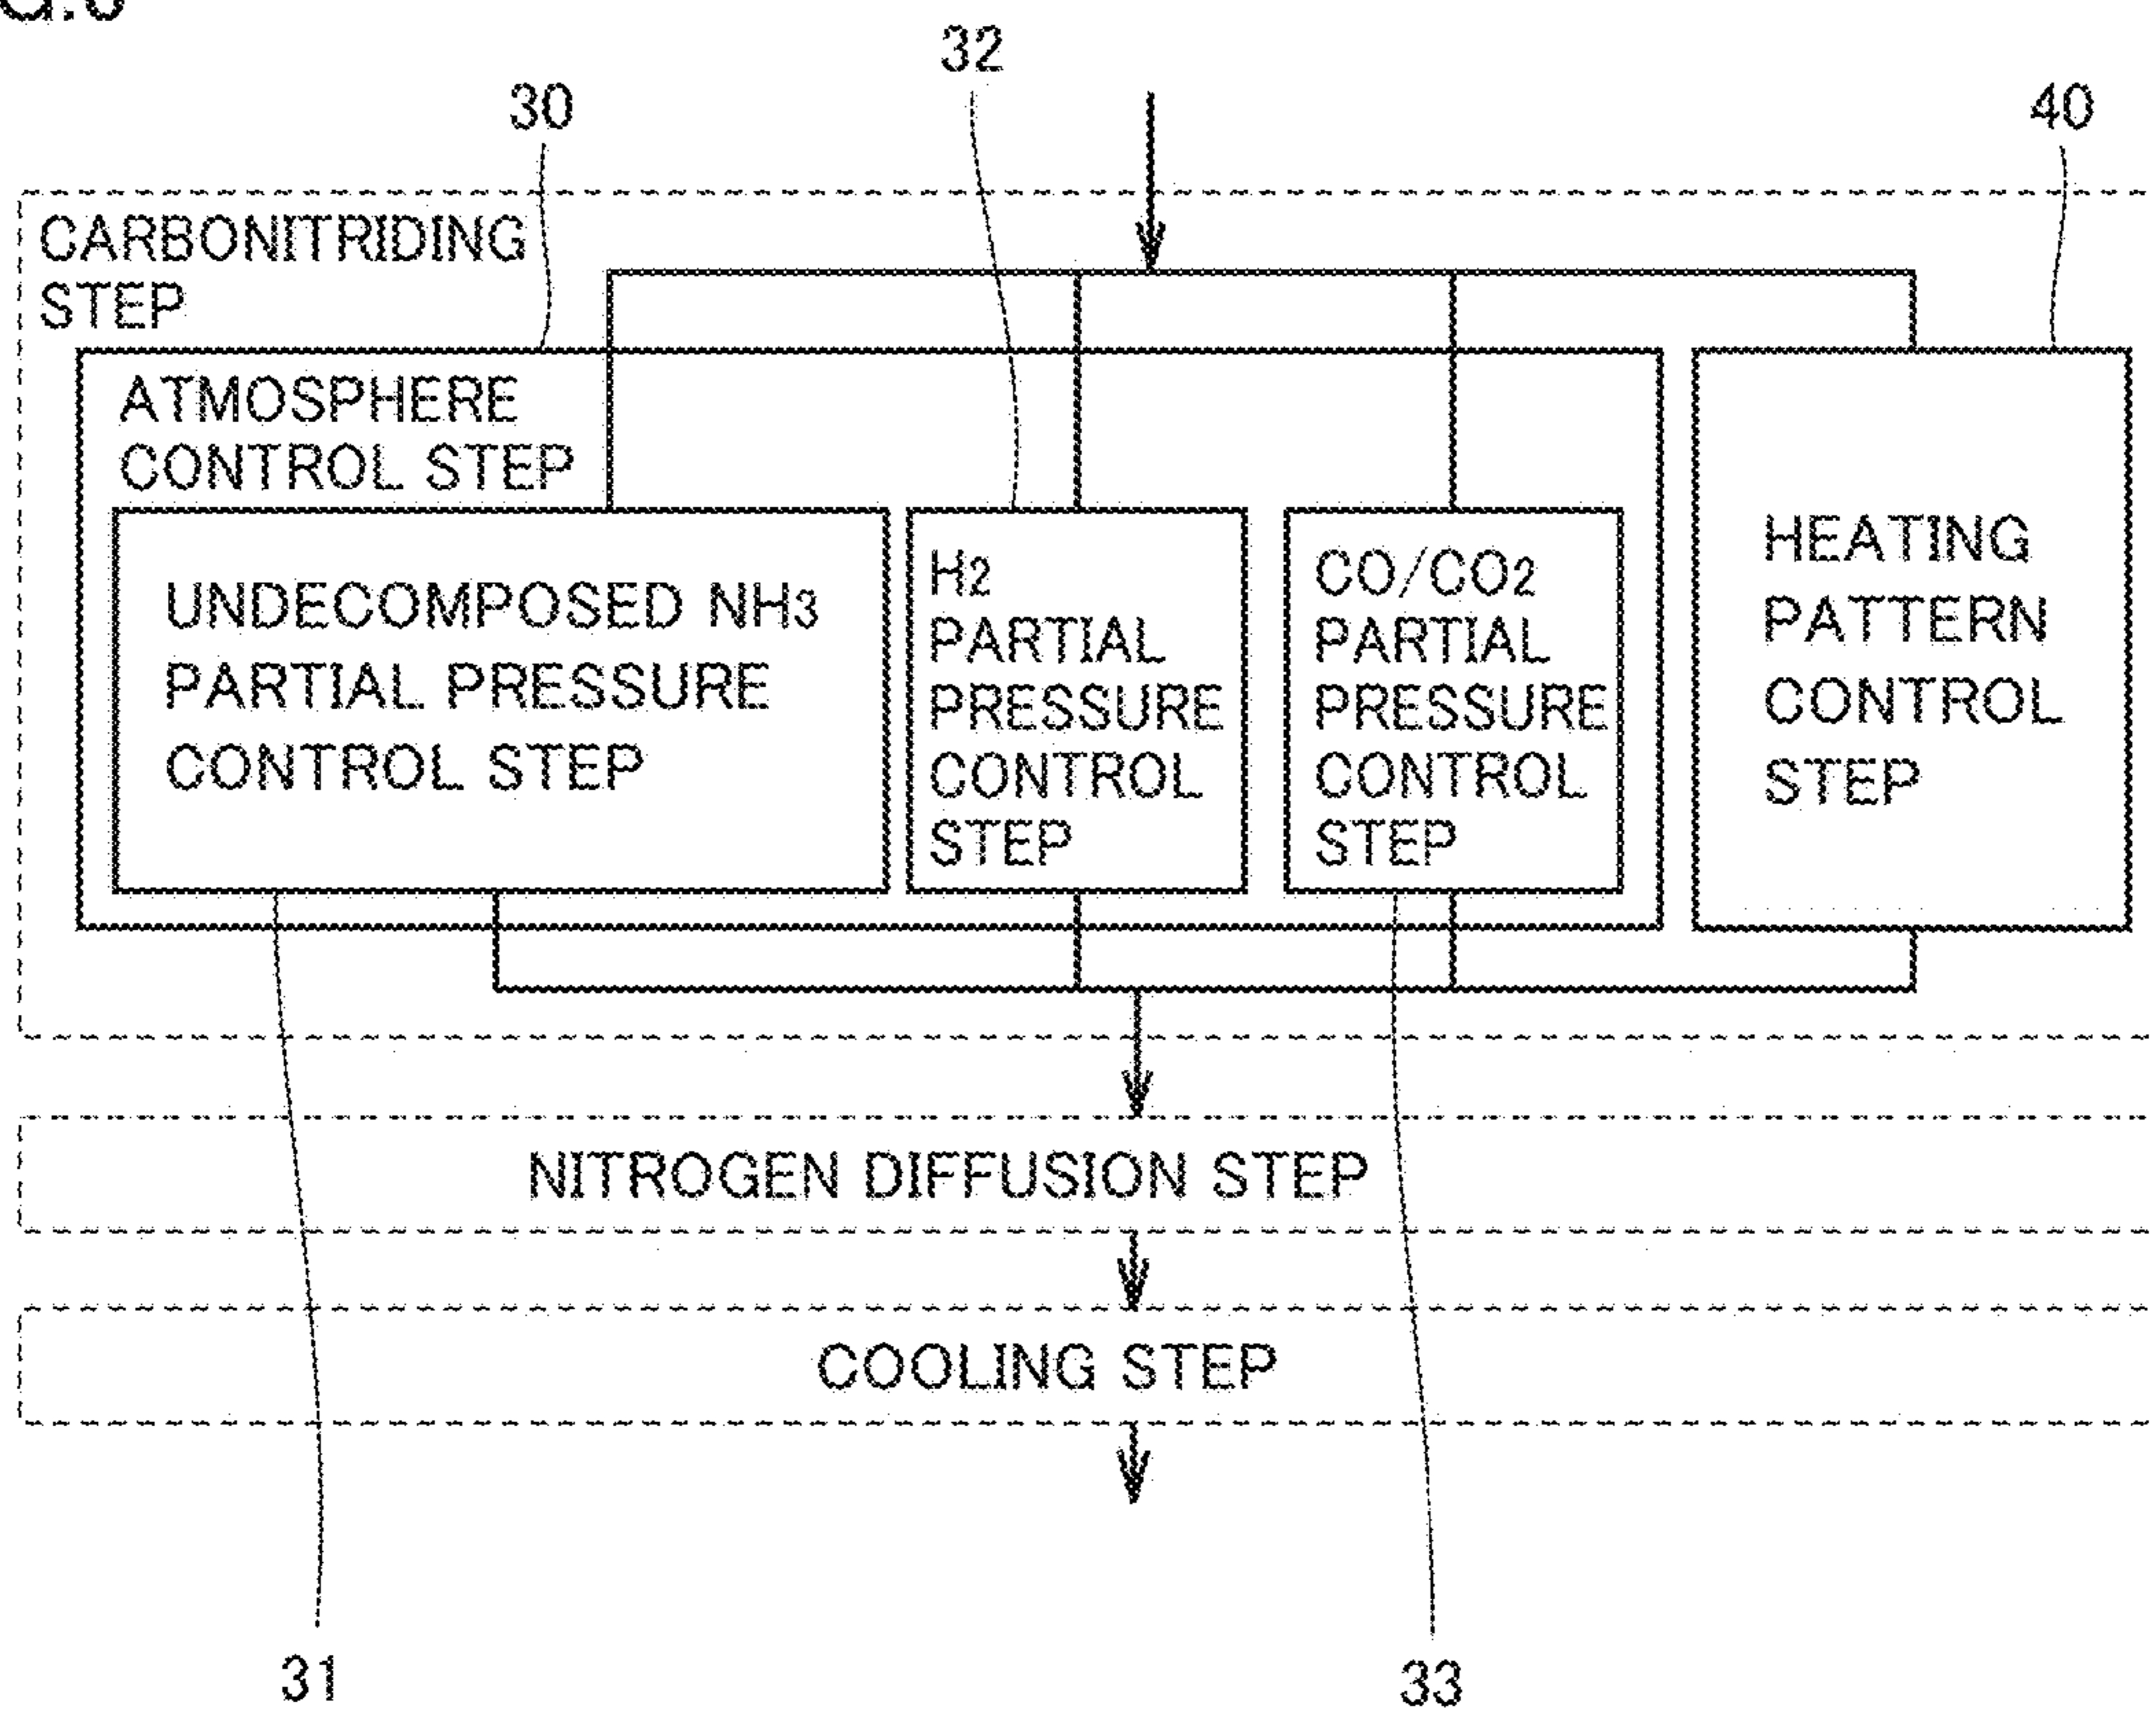 32
30
40
CARBONITRIDING
STEP
ATMOSPHERE
CONTROL STEP
UNDECOMPOSED NH3
PARTIAL PRESSURE
CONTROL STEP
H2
PARTIAL
PRESSURE
CONTROL
STEP
CO/CO2
PARTIAL
PRESSURE
CONTROL
STEP
HEATING
PATTERN
CONTROL
STEP
NITROGEN DIFFUSION STEP
COOLING STEP
31
33